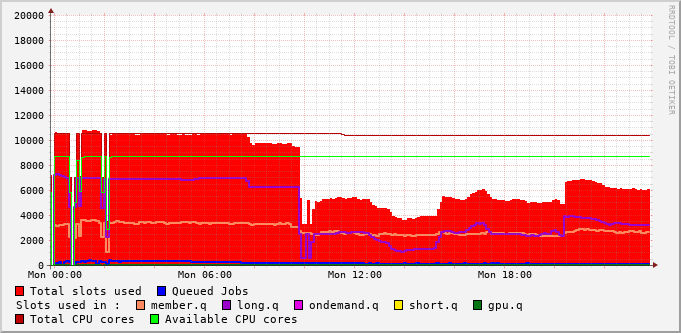 20000
18000
16000
14000
12000
10000
8000
6000
4000
2000
0
Mon 00:00 Mon 06:00 Mon 12:00 Mon 18:00
Total slots used Queued Jobs
Slots used in : member.q long.q ondemand.q short.q gpu.q
Total CPU cores Available CPU cores
RRDTOOL / TOBI OETIKER